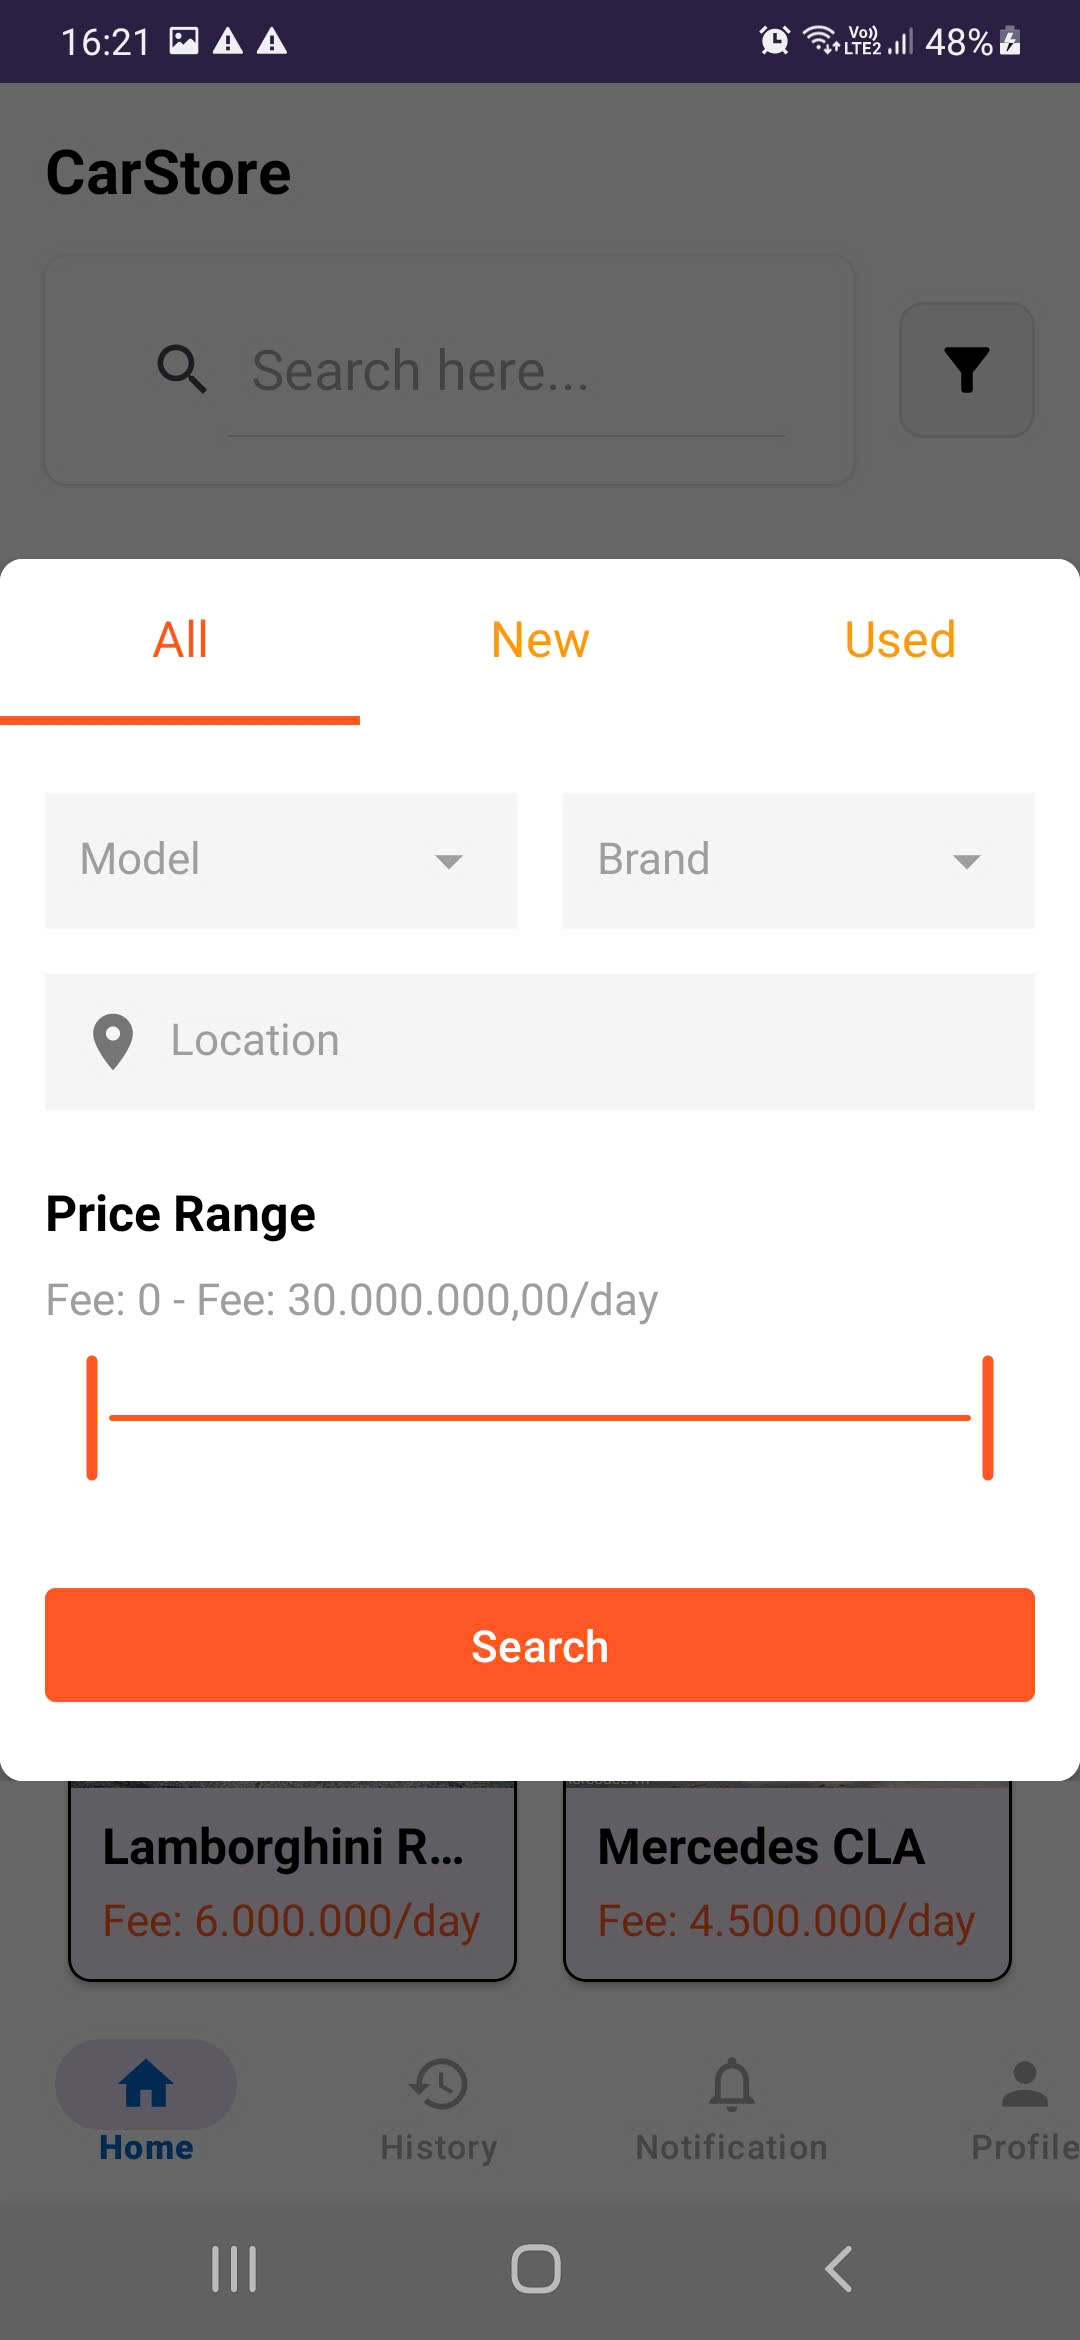 16:21 Vo)) LTE2 48%
CarStore
Search here...
All New Used
Model Brand
Location
Price Range
Fee: 0 - Fee: 30.000.000,00/day
Search
Lamborghini R... Mercedes CLA
Fee: 6.000.000/day Fee: 4.500.000/day
Home History Notification Profile